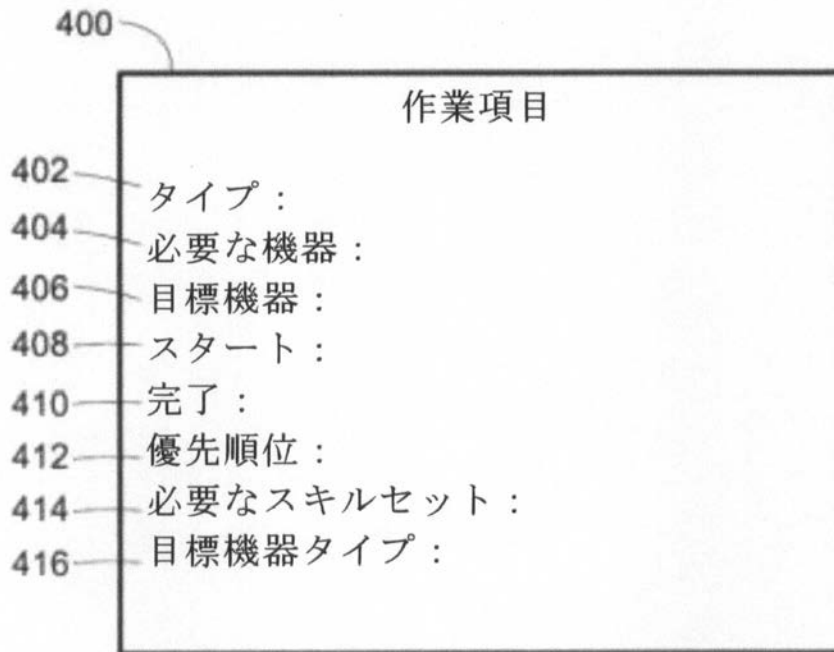 400
作業項目
402 タイプ：
404 必要な機器：
406 目標機器：
408 スタート：
410 完了：
412 優先順位：
414 必要なスキルセット：
416 目標機器タイプ：